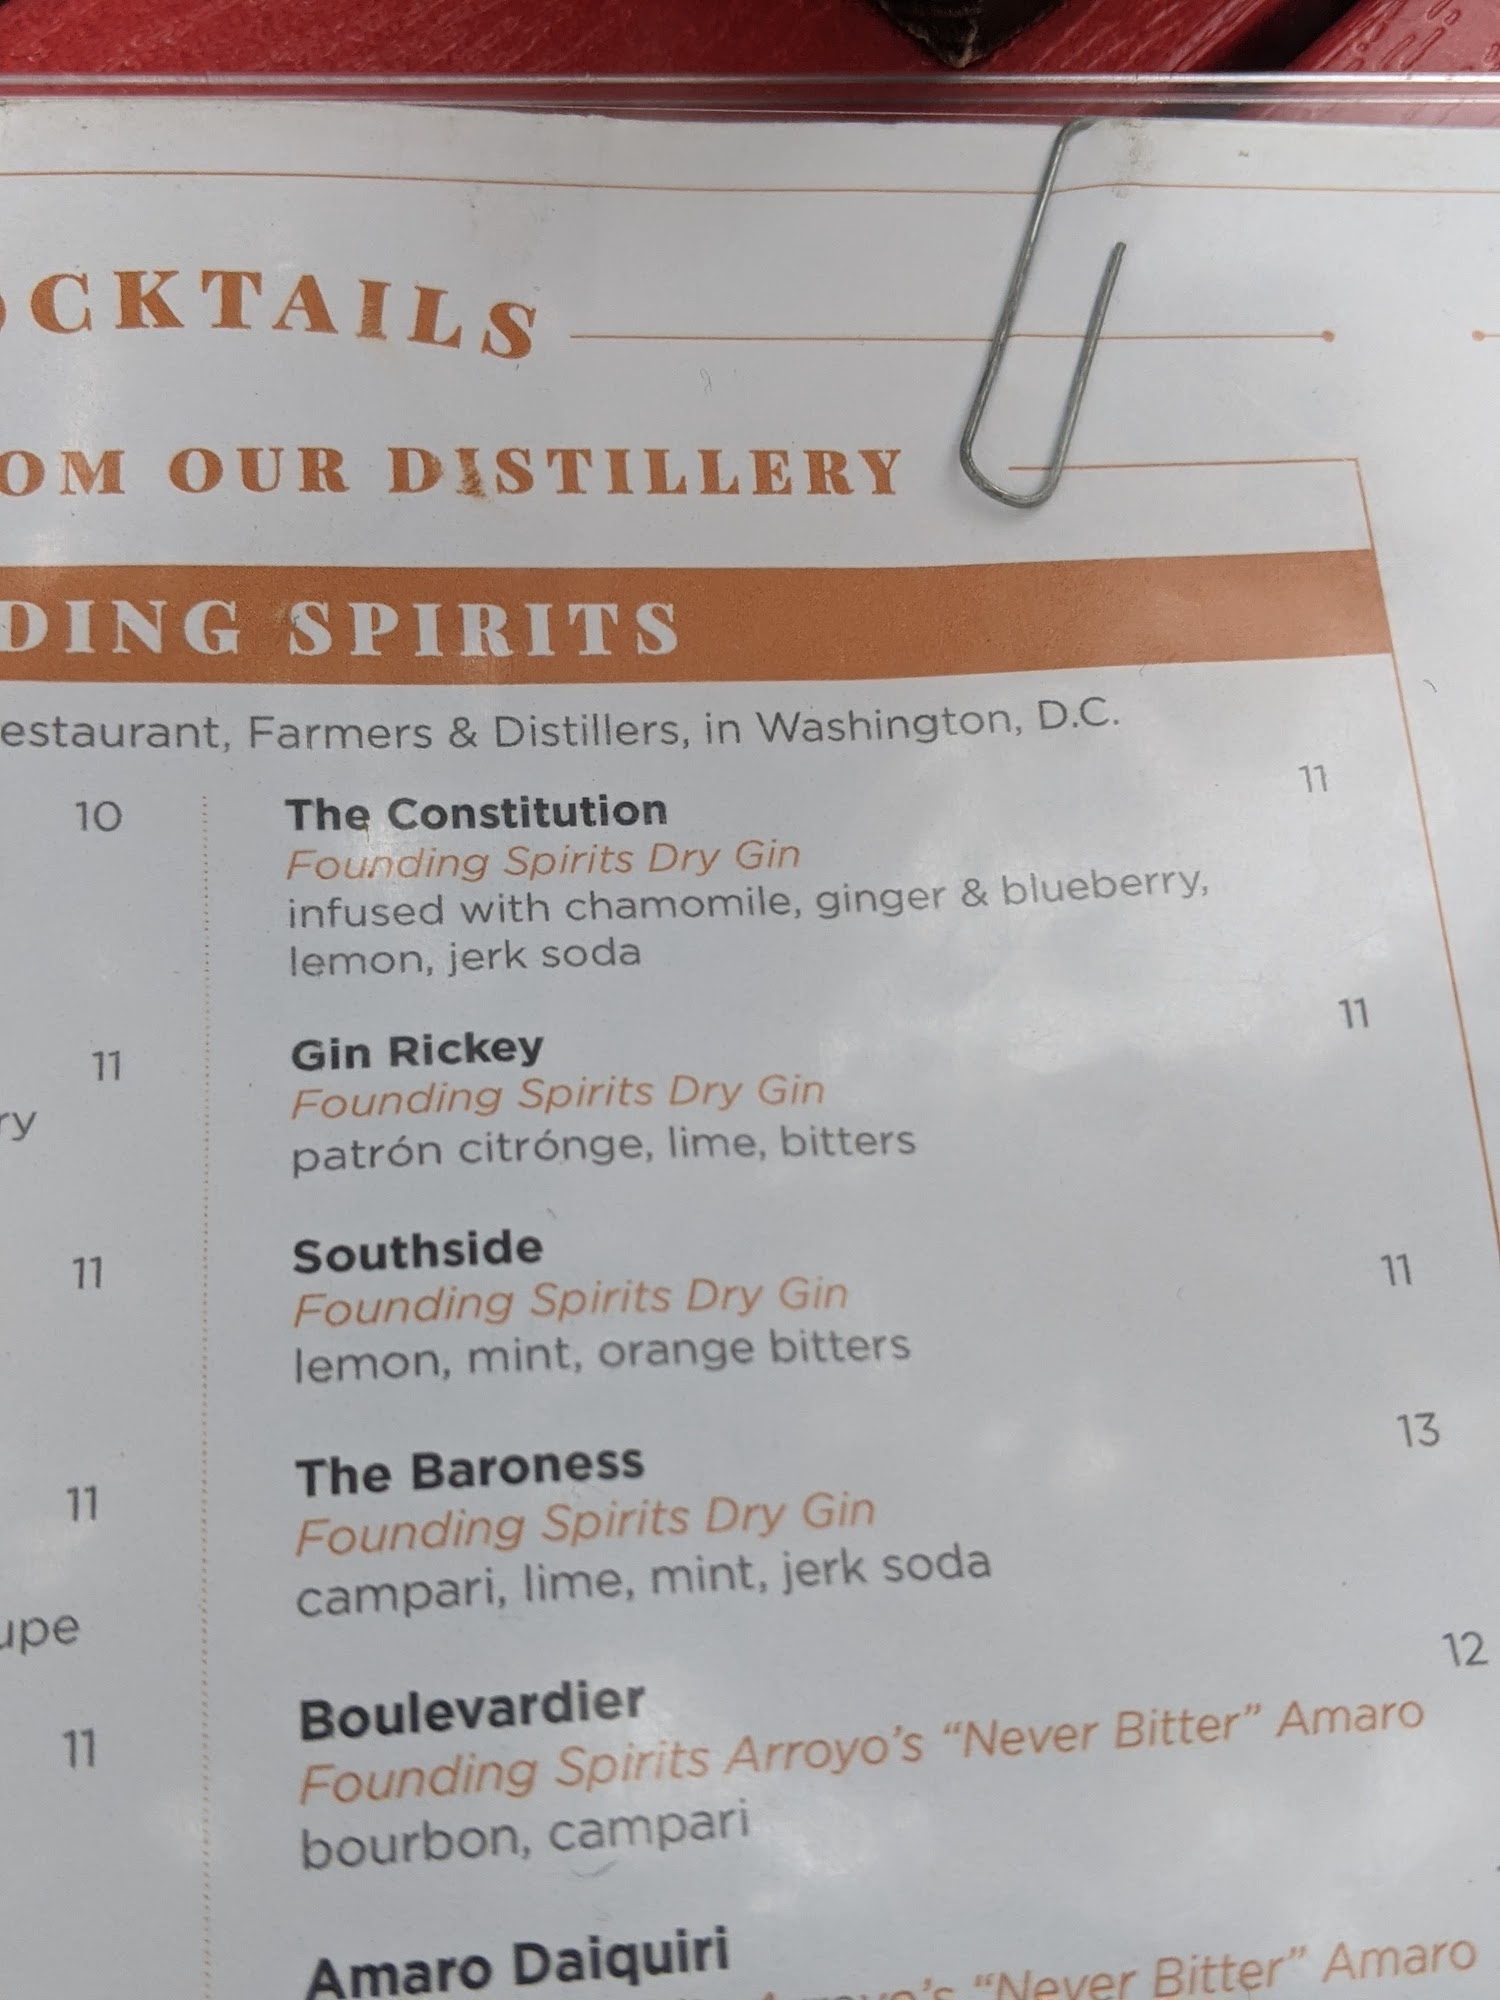 OCKTAILS
OM OUR DISTILLERY
DING SPIRITS
estaurant, Farmers & Distillers, in Washington, D.C.
10
11
ry
11
11
upe
11
The Constitution 11
Founding Spirits Dry Gin
infused with chamomile, ginger & blueberry,
lemon, jerk soda
Gin Rickey 11
Founding Spirits Dry Gin
patrón citrónge, lime, bitters
Southside 11
Founding Spirits Dry Gin
lemon, mint, orange bitters
The Baroness 13
Founding Spirits Dry Gin
campari, lime, mint, jerk soda
Boulevardier 12
Founding Spirits Arroyo's “Never Bitter” Amaro
bourbon, campari
Amaro Daiquiri
Arroyo's “Never Bitter” Amaro